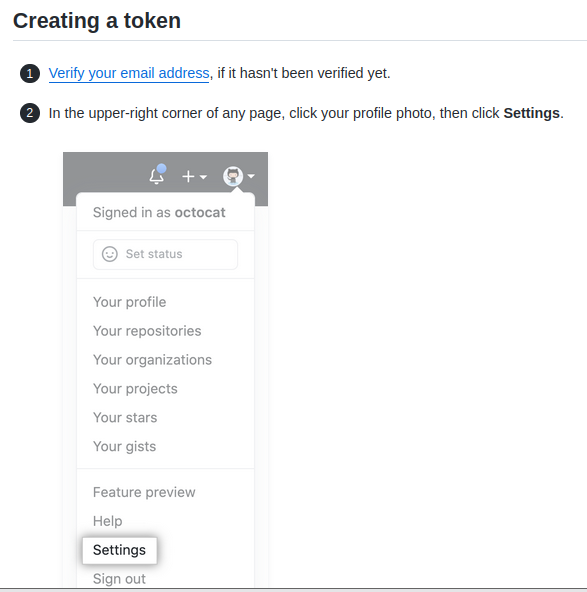 Creating a token
1 Verify your email address, if it hasn't been verified yet.
2 In the upper-right corner of any page, click your profile photo, then click Settings.
Signed in as octocat
Set status
Your profile
Your repositories
Your organizations
Your projects
Your stars
Your gists
Feature preview
Help
Settings
Sign out